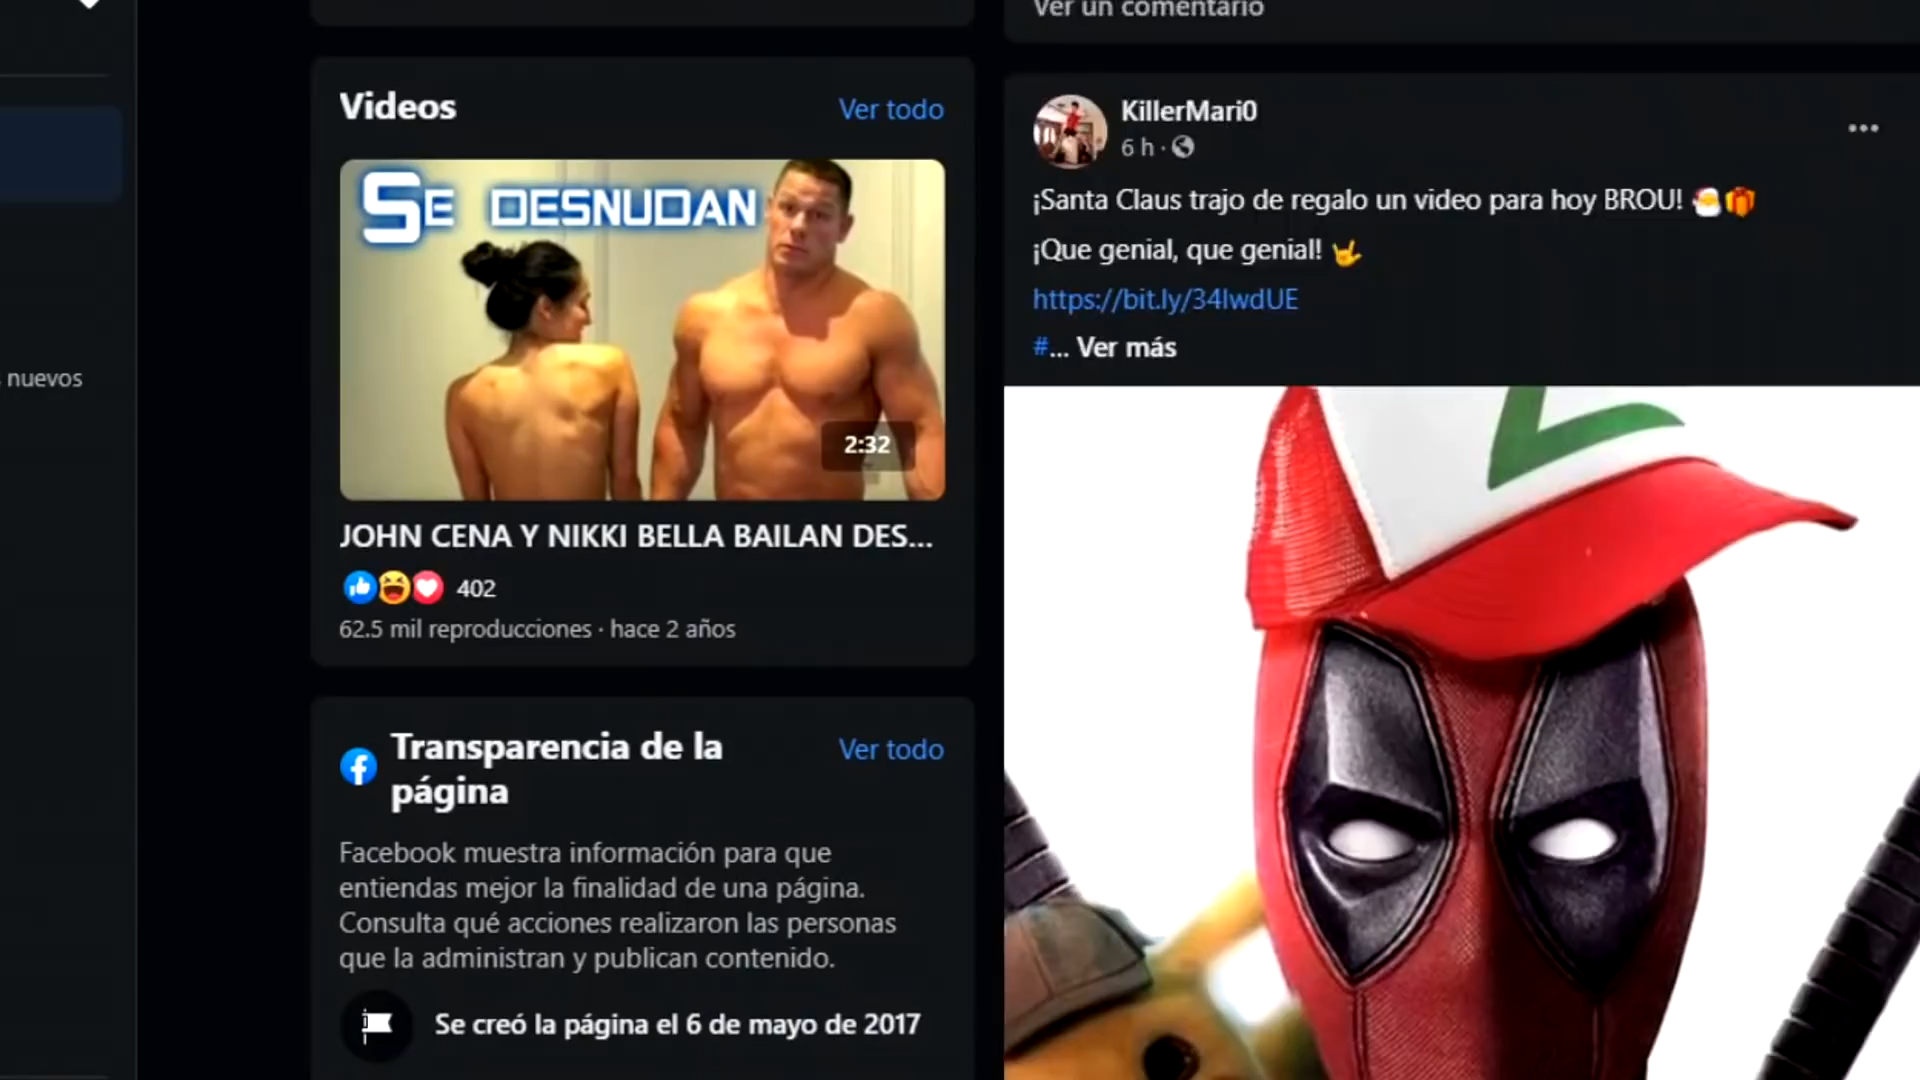 nuevos
Videos
Ver todo
SE DESNUDAN
2:32
JOHN CENA Y NIKKI BELLA BAILAN DES...
402
62.5 mil reproducciones · hace 2 años
Transparencia de la página
Ver todo
Facebook muestra información para que
entiendas mejor la finalidad de una página.
Consulta qué acciones realizaron las personas
que la administran y publican contenido.
Se creó la página el 6 de mayo de 2017
Ver un comentario
KillerMari0
6 h ·
¡Santa Claus trajo de regalo un video para hoy BROU! 🎅🎁
¡Que genial, que genial! 🤟
https://bit.ly/34lwdUE
#... Ver más